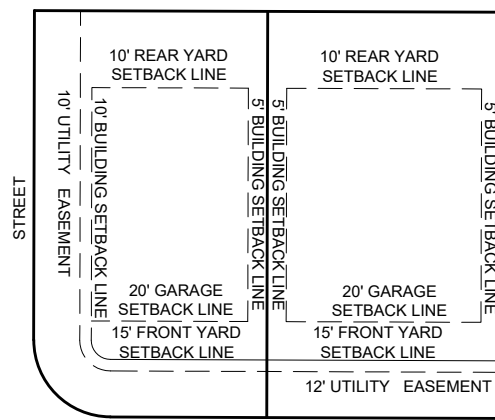 10' REAR YARD
SETBACK LINE
10' REAR YARD
SETBACK LINE
STREET
10' UTILITY EASEMENT
10' BUILDING SETBACK LINE
5' BUILDING SETBACK LINE
5' BUILDING SETBACK LINE
5' BUILDING SETBACK LINE
20' GARAGE
SETBACK LINE
20' GARAGE
SETBACK LINE
15' FRONT YARD
SETBACK LINE
15' FRONT YARD
SETBACK LINE
12' UTILITY EASEMENT